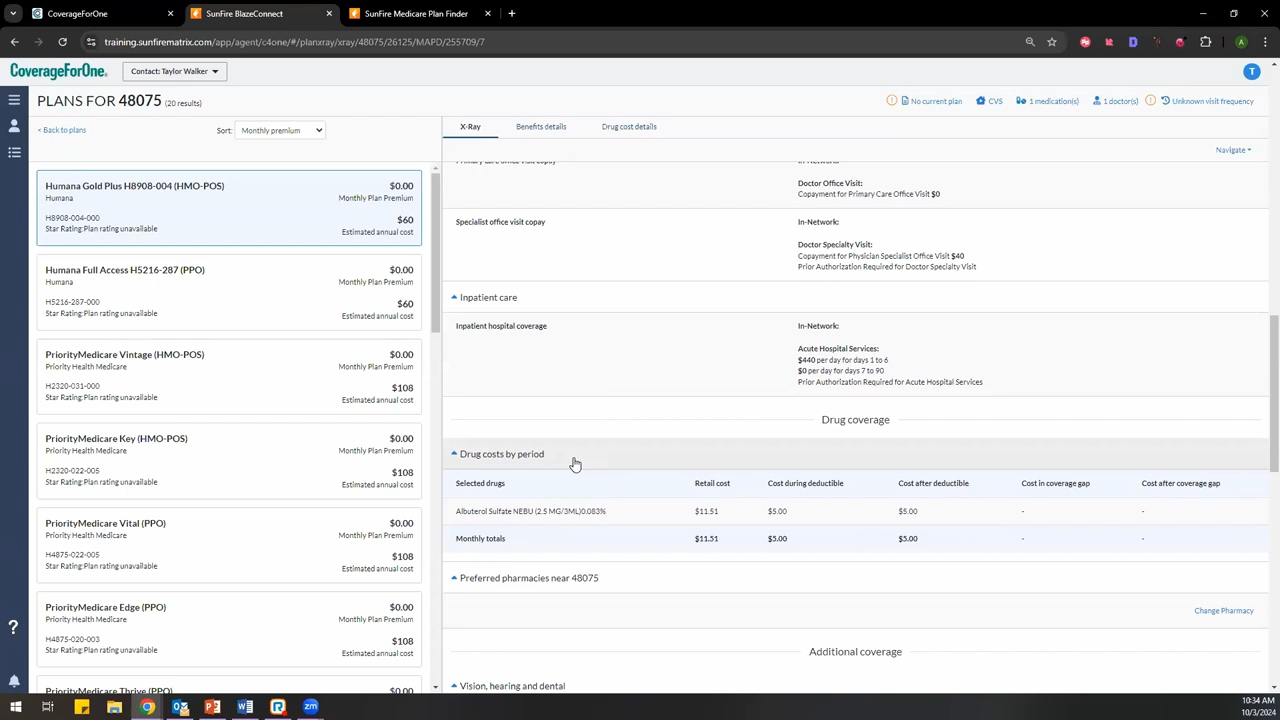 CoverageForOne
SunFire BlazeConnect
SunFire Medicare Plan Finder
training.sunfirematrix.com/app/agent/c4one/#/planxray/xray/48075/26125/MAPD/255709/7
CoverageForOne
Contact: Taylor Walker
T
PLANS FOR 48075 (20 results)
No current plan
CVS
1 medication(s)
1 doctor(s)
Unknown visit frequency
< Back to plans
Sort: Monthly premium
X-Ray
Benefits details
Drug cost details
Navigate
Humana Gold Plus H8908-004 (HMO-POS) $0.00
Humana Monthly Plan Premium
H8908-004-000 $60
Star Rating:Plan rating unavailable Estimated annual cost
Humana Full Access H5216-287 (PPO) $0.00
Humana Monthly Plan Premium
H5216-287-000 $60
Star Rating:Plan rating unavailable Estimated annual cost
PriorityMedicare Vintage (HMO-POS) $0.00
Priority Health Medicare Monthly Plan Premium
H2320-031-000 $108
Star Rating:Plan rating unavailable Estimated annual cost
PriorityMedicare Key (HMO-POS) $0.00
Priority Health Medicare Monthly Plan Premium
H2320-022-005 $108
Star Rating:Plan rating unavailable Estimated annual cost
PriorityMedicare Vital (PPO) $0.00
Priority Health Medicare Monthly Plan Premium
H4875-022-005 $108
Star Rating:Plan rating unavailable Estimated annual cost
PriorityMedicare Edge (PPO) $0.00
Priority Health Medicare Monthly Plan Premium
H4875-020-003 $108
Star Rating:Plan rating unavailable Estimated annual cost
PriorityMedicare Thrive (PPO) $0.00
Primary care office visit copay In-Network:
Doctor Office Visit:
Copayment for Primary Care Office Visit $0
Specialist office visit copay In-Network:
Doctor Specialty Visit:
Copayment for Physician Specialist Office Visit $40
Prior Authorization Required for Doctor Specialty Visit
Inpatient care
Inpatient hospital coverage In-Network:
Acute Hospital Services:
$440 per day for days 1 to 6
$0 per day for days 7 to 90
Prior Authorization Required for Acute Hospital Services
Drug coverage
Drug costs by period
Selected drugs Retail cost Cost during deductible Cost after deductible Cost in coverage gap Cost after coverage gap
Albuterol Sulfate NEBU (2.5 MG/3ML)0.083% $11.51 $5.00 $5.00 - -
Monthly totals $11.51 $5.00 $5.00 - -
Preferred pharmacies near 48075
Change Pharmacy
Additional coverage
Vision, hearing and dental
10:34 AM
10/3/2024